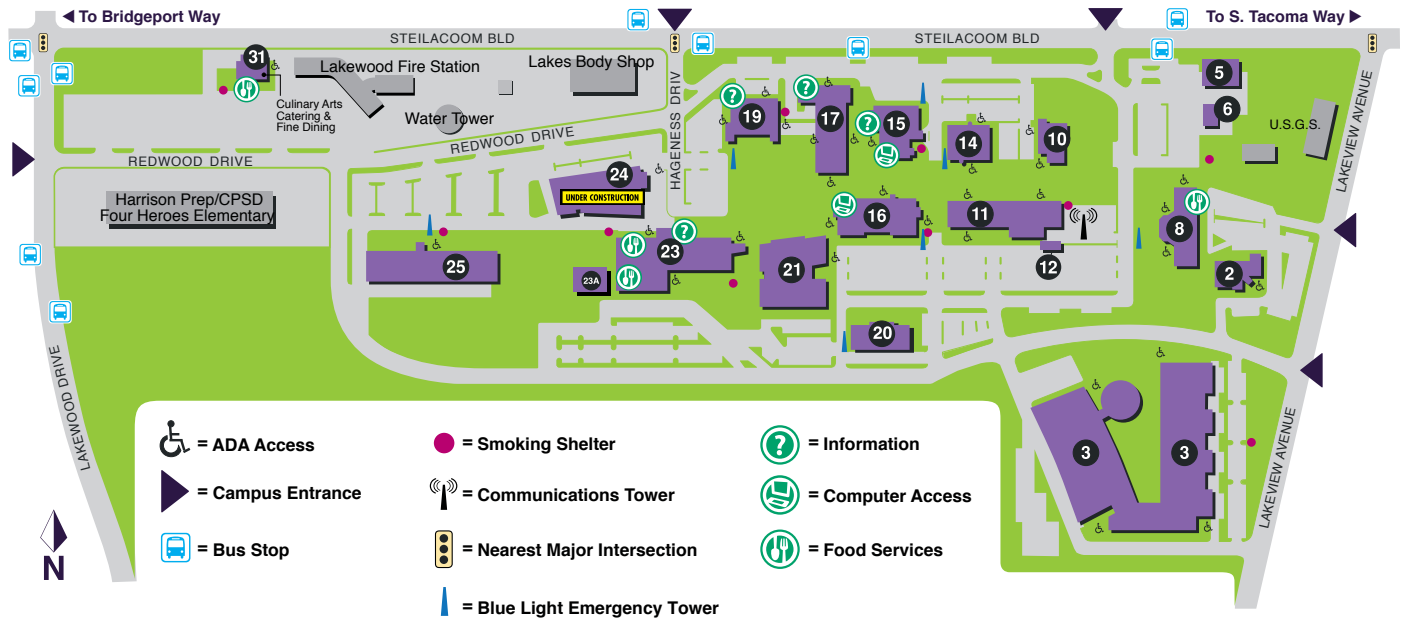 To Bridgeport Way
To S. Tacoma Way
STEILACOOM BLD
STEILACOOM BLD
31
Lakewood Fire Station
Lakes Body Shop
Culinary Arts
Catering &
Fine Dining
Water Tower
REDWOOD DRIVE
REDWOOD DRIVE
HAGENESS DRIV
LAKEVIEW AVENUE
U.S.G.S.
5
6
19
17
15
14
10
24
UNDER CONSTRUCTION
Harrison Prep/CPSD
Four Heroes Elementary
16
11
8
12
2
25
23
23A
21
20
LAKEWOOD DRIVE
3
3
LAKEVIEW AVENUE
N
= ADA Access
= Campus Entrance
= Bus Stop
= Smoking Shelter
= Communications Tower
= Nearest Major Intersection
= Blue Light Emergency Tower
? = Information
= Computer Access
= Food Services